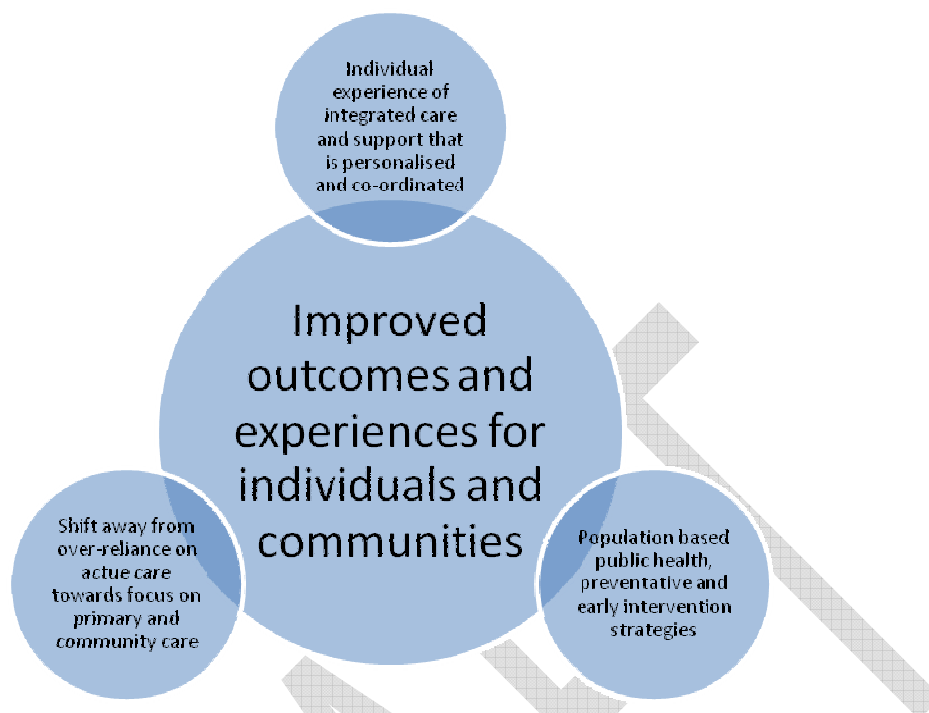 Individual
experience of
integrated care
and support that
is personalised
and co-ordinated
Improved
outcomes and
experiences for
individuals and
communities
Shift away from
over-reliance on
actue care
towards focus on
primary and
community care
Population based
public health,
preventative and
early intervention
strategies